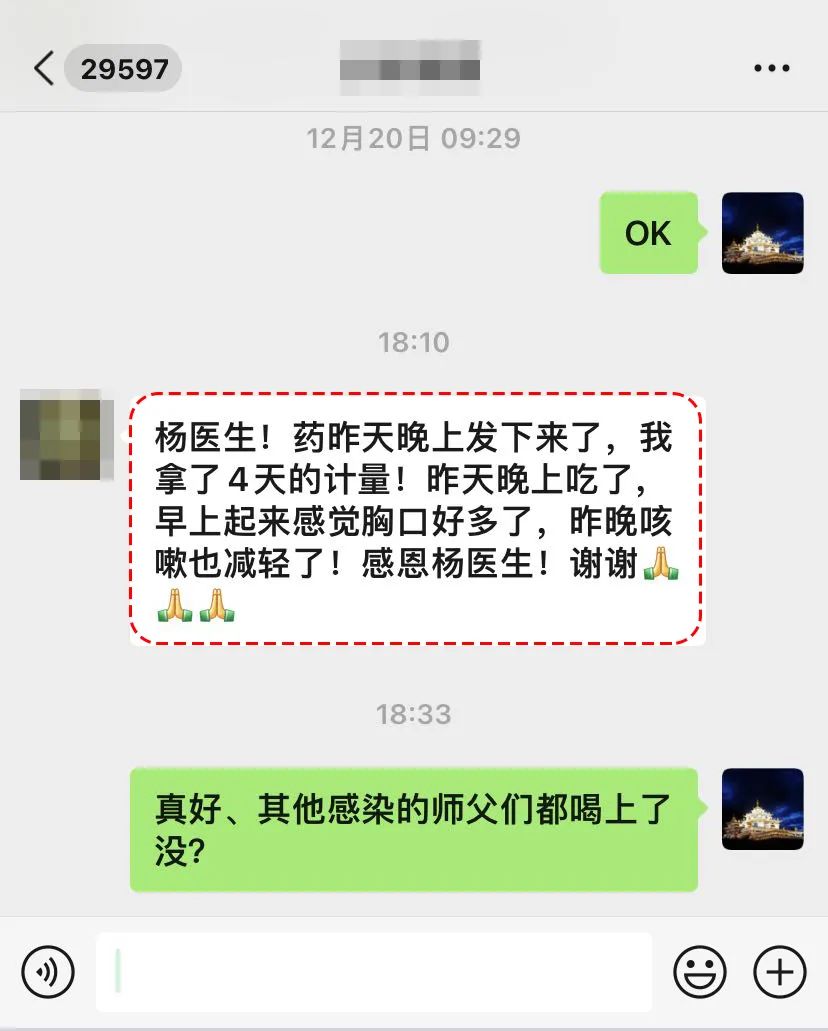 29597
12月20日 09:29
OK
18:10
杨医生！药昨天晚上发下来了，我
拿了4天的计量！昨天晚上吃了，
早上起来感觉胸口好多了，昨晚咳
嗽也减轻了！感恩杨医生！谢谢🙏
🙏🙏
18:33
真好、其他感染的师父们都喝上了
没?